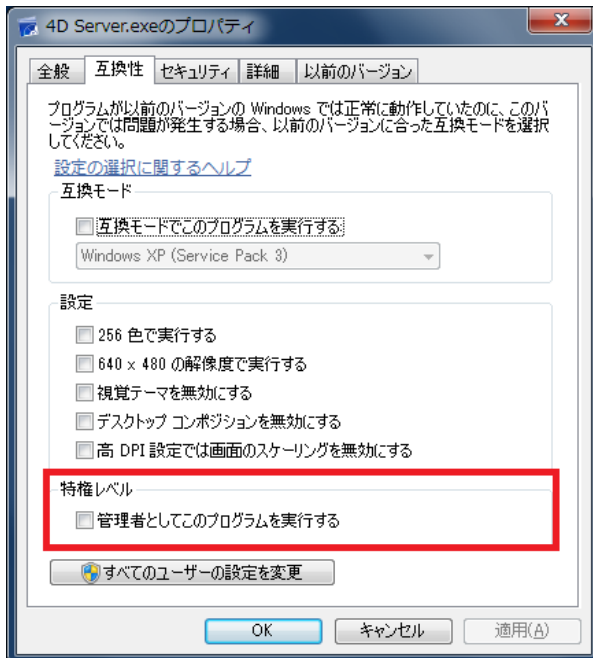 4D Server.exeのプロパティ
全般 互換性 セキュリティ 詳細 以前のバージョン
プログラムが以前のバージョンの Windows では正常に動作していたのに、このバ
ージョンでは問題が発生する場合、以前のバージョンに合った互換モードを選択
してください。
設定の選択に関するヘルプ
互換モード
互換モードでこのプログラムを実行する:
Windows XP (Service Pack 3)
設定
256 色で実行する
640 x 480 の解像度で実行する
視覚テーマを無効にする
デスクトップ コンポジションを無効にする
高 DPI 設定では画面のスケーリングを無効にする
特権レベル
管理者としてこのプログラムを実行する
すべてのユーザーの設定を変更
OK キャンセル 適用(A)